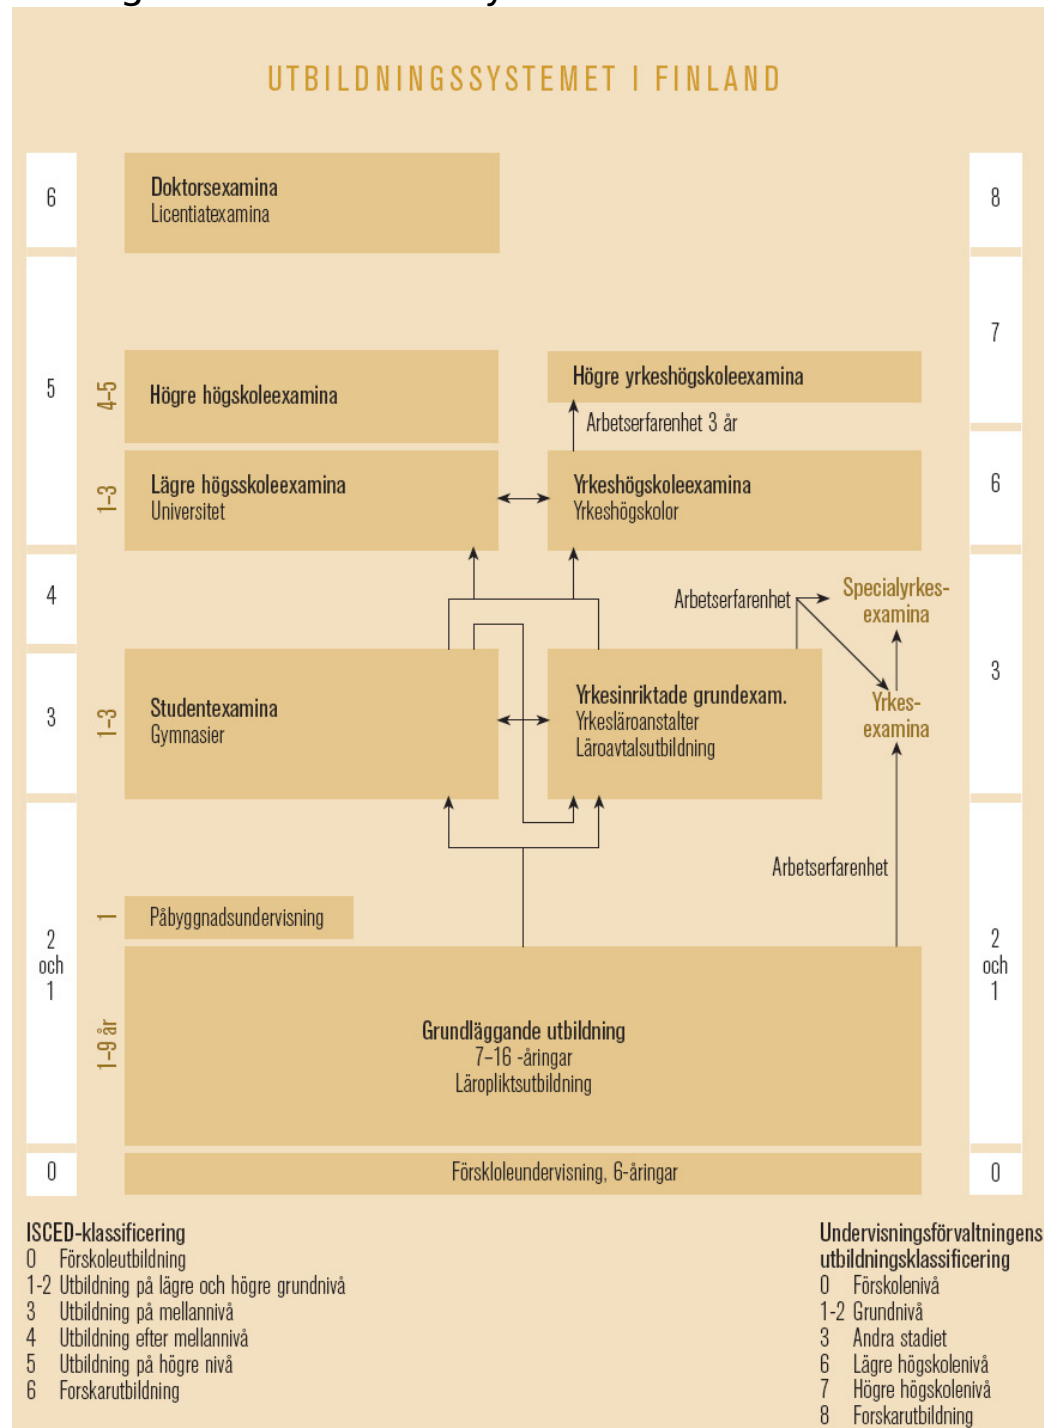 UTBILDNINGSSYSTEMET I FINLAND
6
Doktorsexamina
Licentiatexamina
8
5
4–5
Högre högskoleexamina
Högre yrkeshögskoleexamina
7
Arbetserfarenhet 3 år
1–3
Lägre högsskoleexamina
Universitet
Yrkeshögskoleexamina
Yrkeshögskolor
6
4
Arbetserfarenhet
Specialyrkes-
examina
3
3
1–3
Studentexamina
Gymnasier
Yrkesinriktade grundexam.
Yrkesläroanstalter
Läroavtalsutbildning
Yrkes-
examina
Arbetserfarenhet
1
Påbyggnadsundervisning
2
och
1
2
och
1
1–9 år
Grundläggande utbildning
7–16 -åringar
Läropliktsutbildning
0
Förskloleundervisning, 6-åringar
0
ISCED-klassificering
0 Förskoleutbildning
1-2 Utbildning på lägre och högre grundnivå
3 Utbildning på mellannivå
4 Utbildning efter mellannivå
5 Utbildning på högre nivå
6 Forskarutbildning
Undervisningsförvaltningens
utbildningsklassificering
0 Förskolenivå
1-2 Grundnivå
3 Andra stadiet
6 Lägre högskolenivå
7 Högre högskolenivå
8 Forskarutbildning